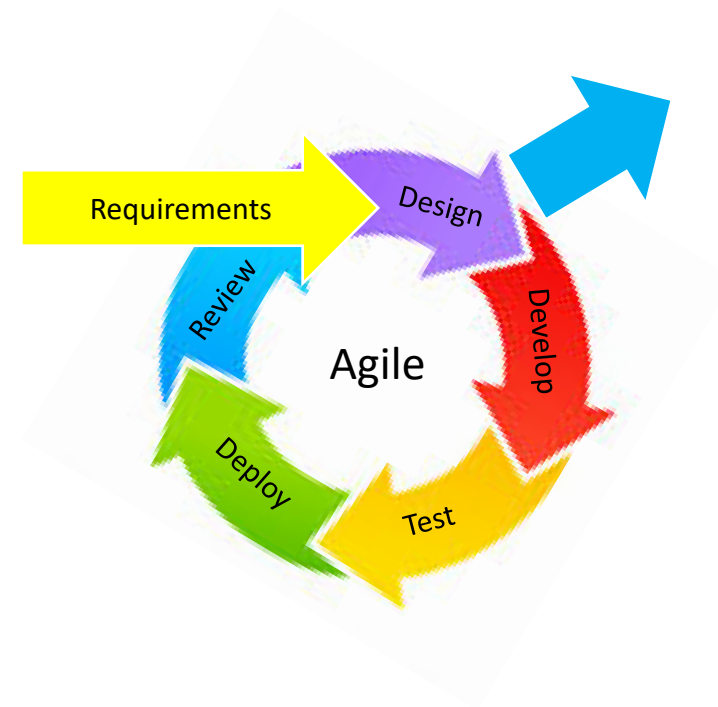 Requirements
Design
Develop
Test
Deploy
Review
Agile